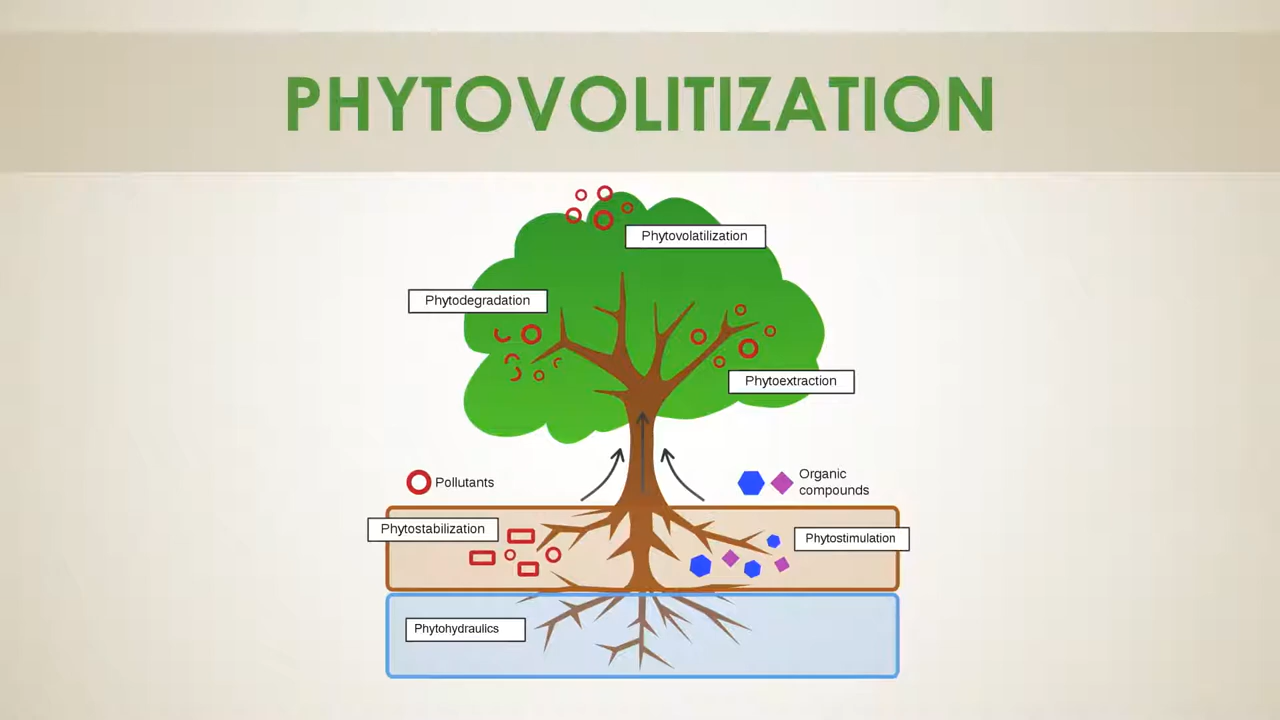 PHYTOVOLITIZATION
Phytovolatilization
Phytodegradation
Phytoextraction
Pollutants
Organic
compounds
Phytostabilization
Phytostimulation
Phytohydraulics